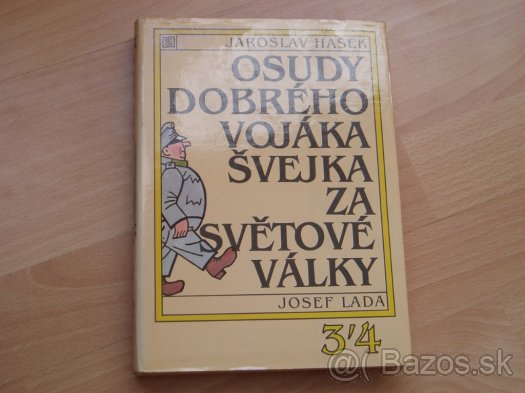 JAROSLAV HAŠEK
OSUDY
DOBRÉHO
VOJÁKA
ŠVEJKA
ZA
SVĚTOVÉ
VÁLKY
JOSEF LADA
3'4
@ Bazos.sk